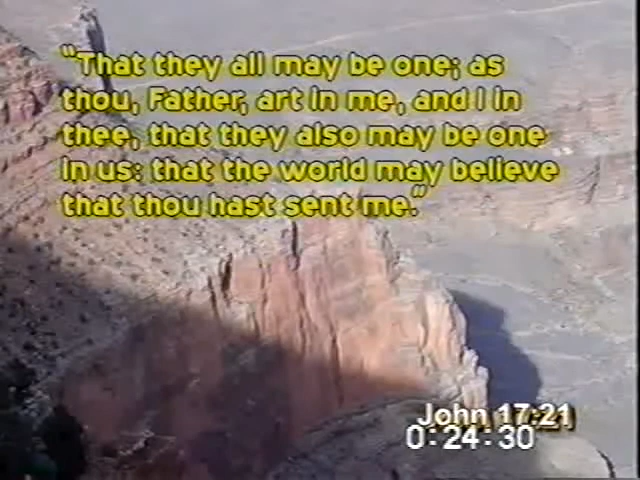 “That they all may be one; as
thou, Father, art in me, and I in
thee, that they also may be one
in us: that the world may believe
that thou hast sent me.”
John 17:21
0:24:30